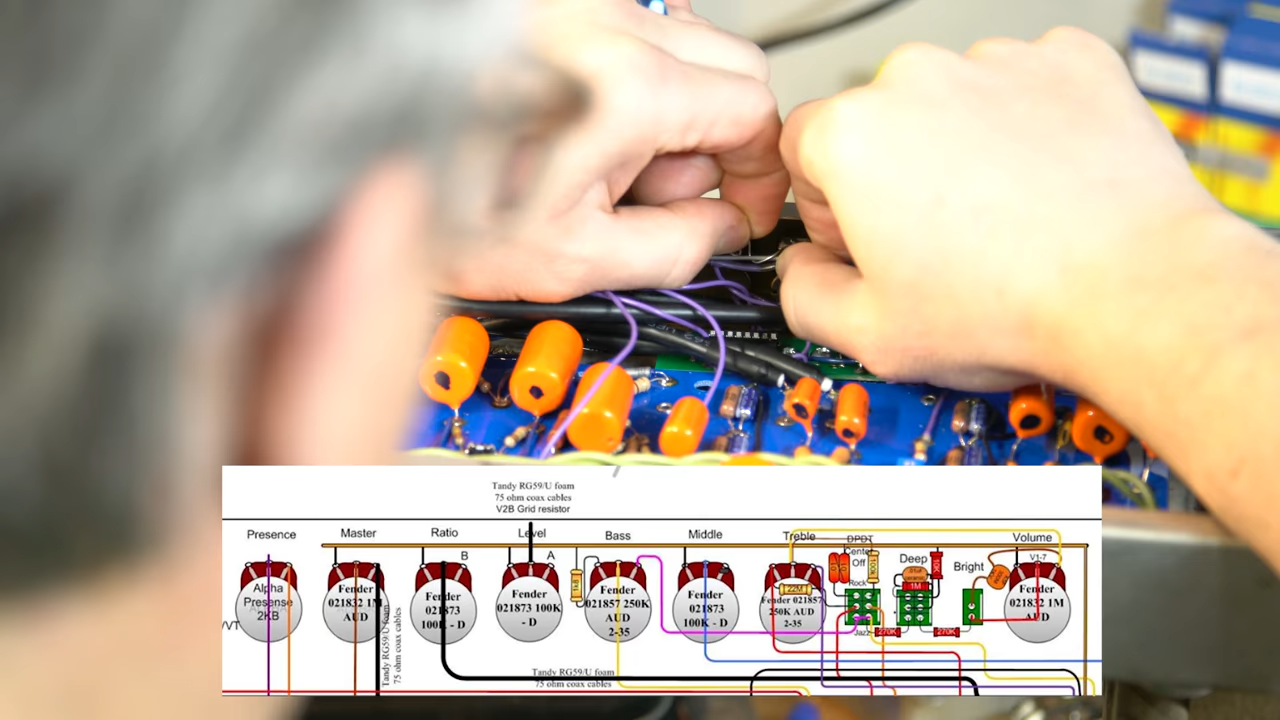 Tandy RG59/U foam
75 ohm coax cables
V2B Grid resistor
Presence
Master
Ratio
Level
Bass
Middle
Treble
DPDT
Center
Off
Deep
Bright
Volume
B
A
V1-7
Alpha
Presense
2KB
Fender
021832 1M
AUD
Fender
021873
100K - D
Fender
021873 100K
- D
Fender
021857 250K
AUD
2-35
Fender
021873
100K - D
22M
Fender 021857
250K AUD
2-35
Rock
Jazz
1M
270K
270K
Fender
021832 1M
AUD
/VT
Tandy RG59/U foam
75 ohm coax cables
Tandy RG59/U foam
75 ohm coax cables